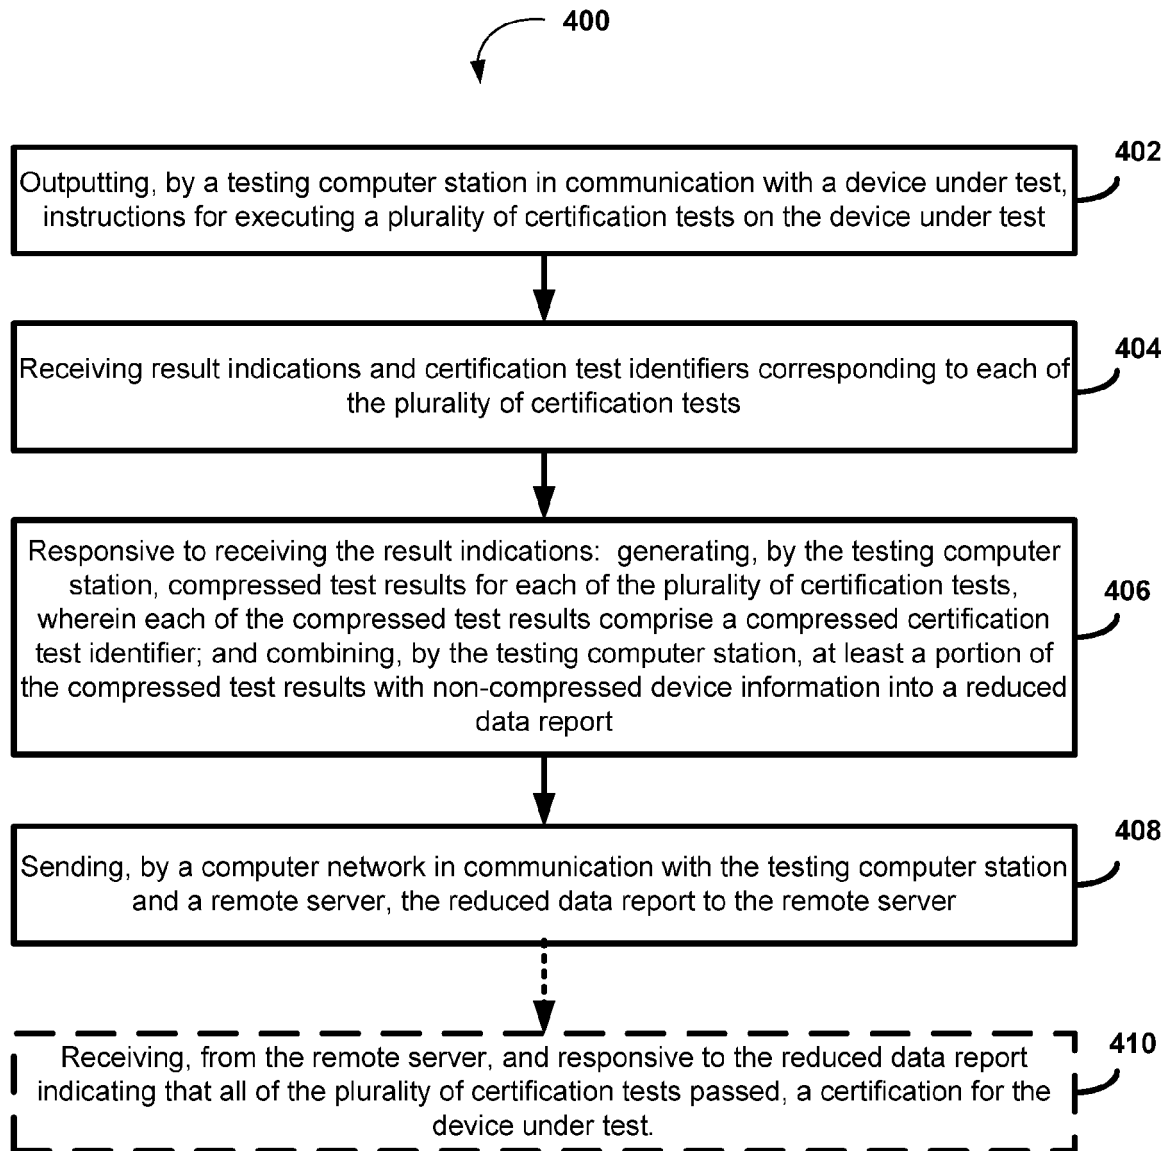 400
402
Outputting, by a testing computer station in communication with a device under test,
instructions for executing a plurality of certification tests on the device under test
404
Receiving result indications and certification test identifiers corresponding to each of
the plurality of certification tests
Responsive to receiving the result indications:  generating, by the testing computer
station, compressed test results for each of the plurality of certification tests,
406
wherein each of the compressed test results comprise a compressed certification
test identifier; and combining, by the testing computer station, at least a portion of
the compressed test results with non-compressed device information into a reduced
data report
408
Sending, by a computer network in communication with the testing computer station
and a remote server, the reduced data report to the remote server
410
Receiving, from the remote server, and responsive to the reduced data report
indicating that all of the plurality of certification tests passed, a certification for the
device under test.